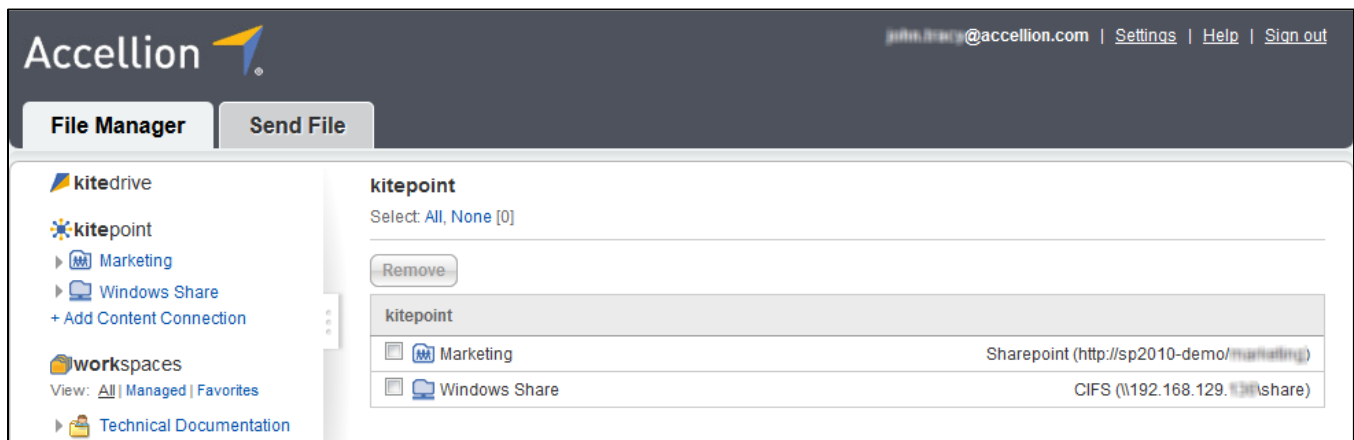 Accellion
@accellion.com | Settings | Help | Sign out
File Manager
Send File
kitedrive
kitepoint
Marketing
Windows Share
+ Add Content Connection
workspaces
View: All | Managed | Favorites
Technical Documentation
kitepoint
Select: All, None [0]
Remove
kitepoint
Marketing
Sharepoint (http://sp2010-demo/ )
Windows Share
CIFS (\\192.168.129. \share)